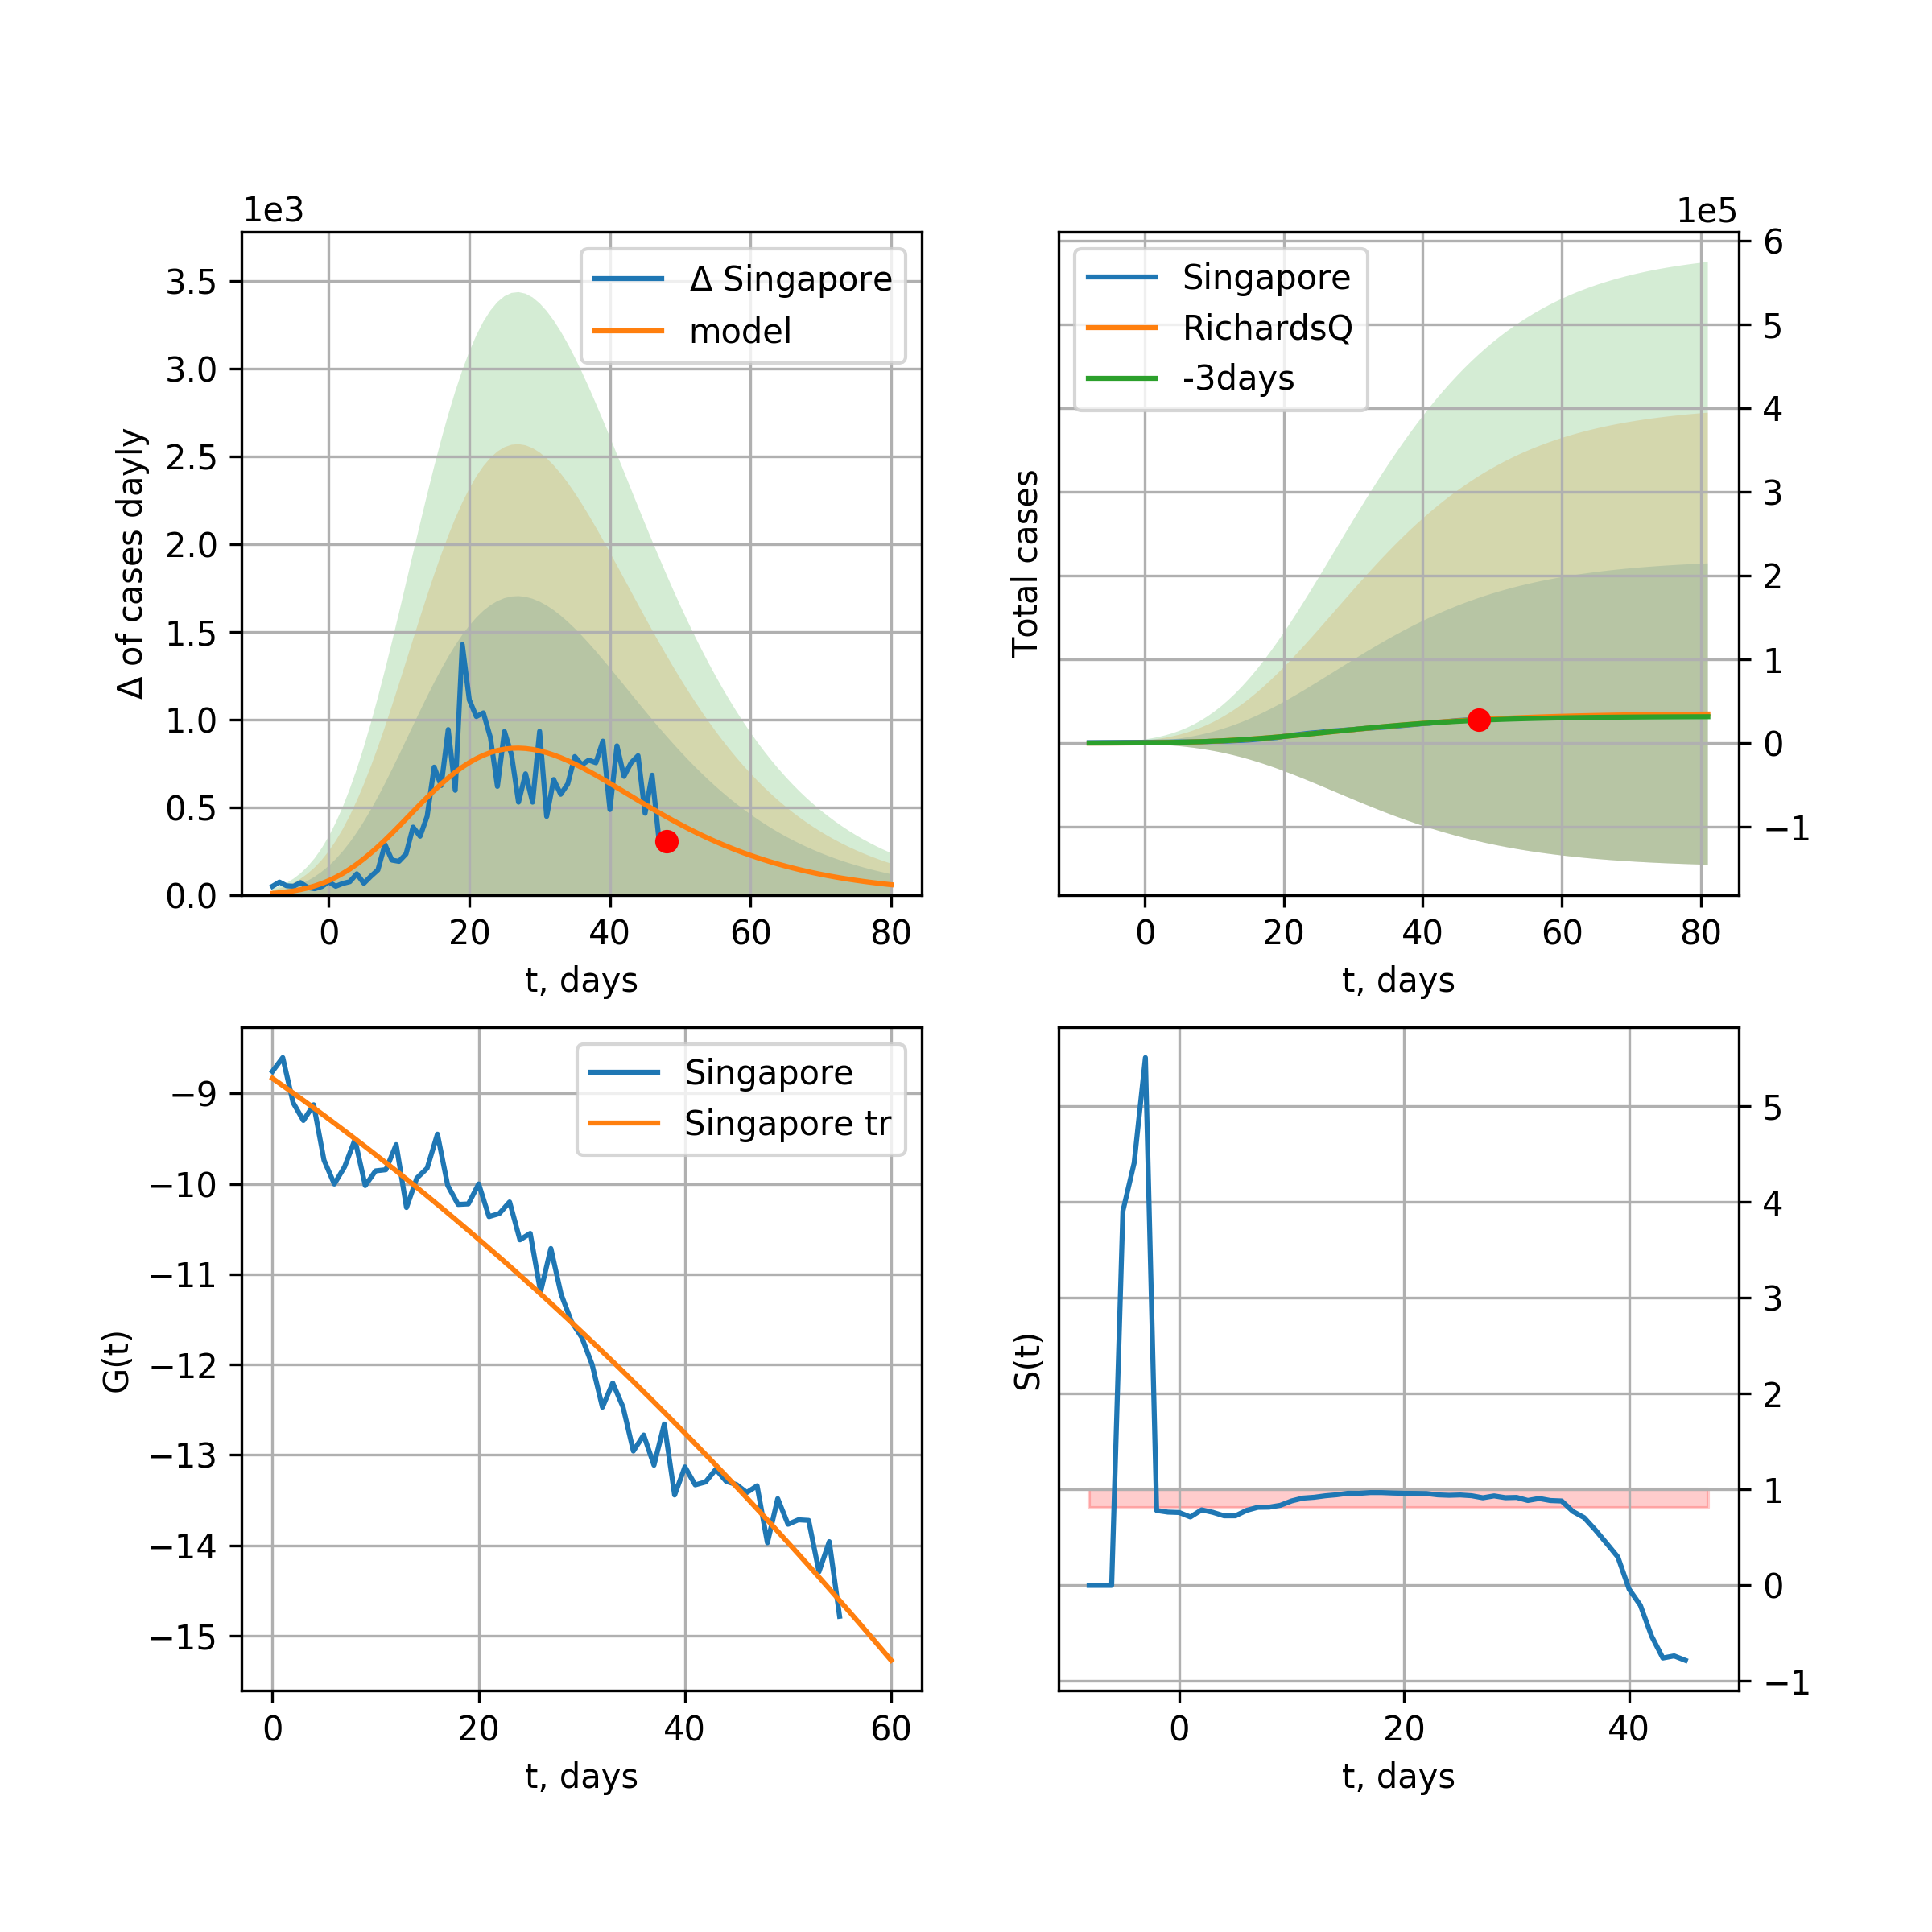 1e3
3.5
3.0
2.5
2.0
1.5
1.0
0.5
0.0
Δ of cases dayly
Δ Singapore
model
0 20 40 60 80
t, days
1e5
6
5
4
3
2
1
0
−1
Total cases
Singapore
RichardsQ
-3days
0 20 40 60 80
t, days
−9
−10
−11
−12
−13
−14
−15
G(t)
Singapore
Singapore tr
0 20 40 60
t, days
S(t)
5
4
3
2
1
0
−1
0 20 40
t, days